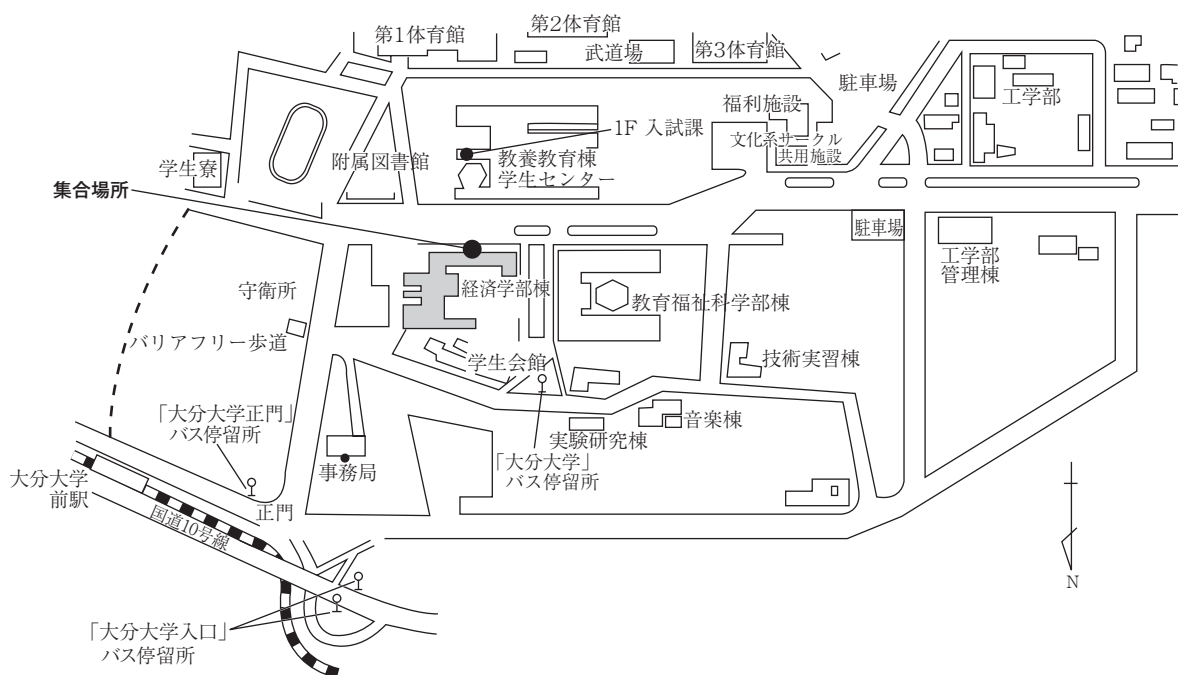 第1体育館
第2体育館
武道場
第3体育館
駐車場
工学部
福利施設
1F 入試課
文化系サークル
共用施設
附属図書館
教養教育棟
学生センター
学生寮
集合場所
駐車場
工学部
管理棟
経済学部棟
教育福祉科学部棟
守衛所
バリアフリー歩道
学生会館
技術実習棟
「大分大学正門」
バス停留所
音楽棟
実験研究棟
「大分大学」
バス停留所
事務局
大分大学
前駅
正門
国道10号線
N
「大分大学入口」
バス停留所